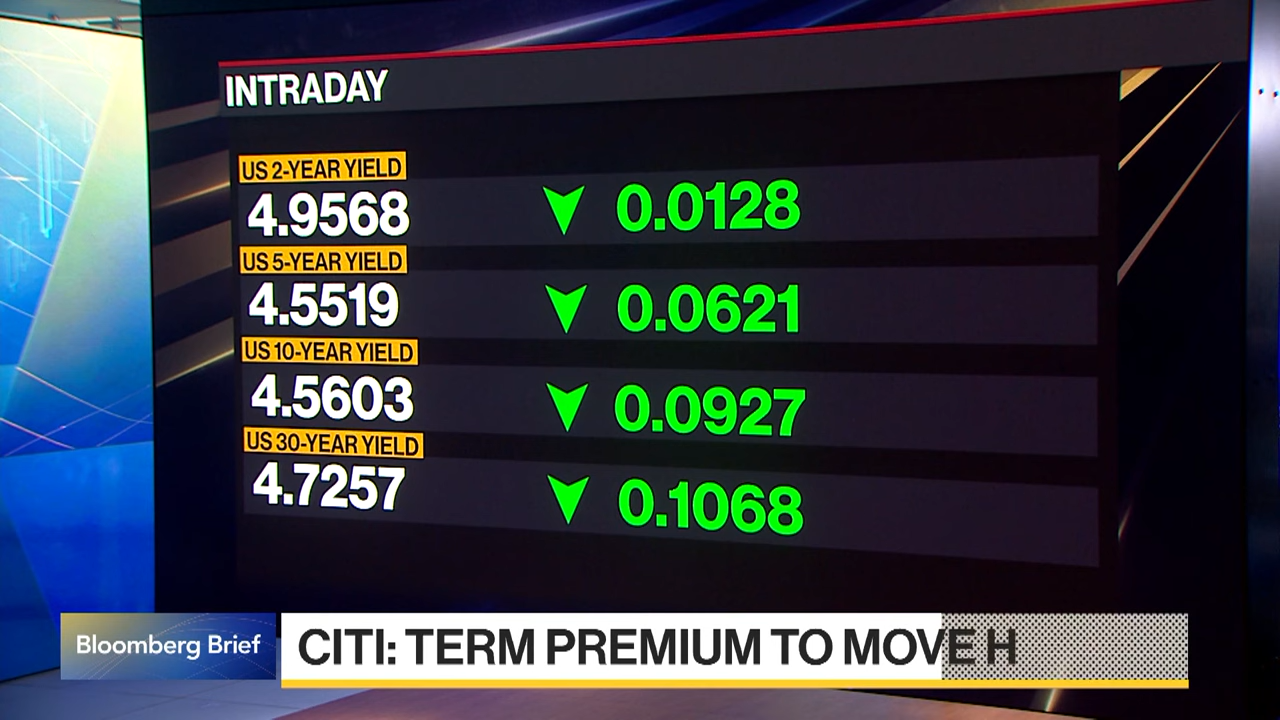 INTRADAY
US 2-YEAR YIELD
4.9568 0.0128
US 5-YEAR YIELD
4.5519 0.0621
US 10-YEAR YIELD
4.5603 0.0927
US 30-YEAR YIELD
4.7257 0.1068
Bloomberg Brief
CITI: TERM PREMIUM TO MOVE H